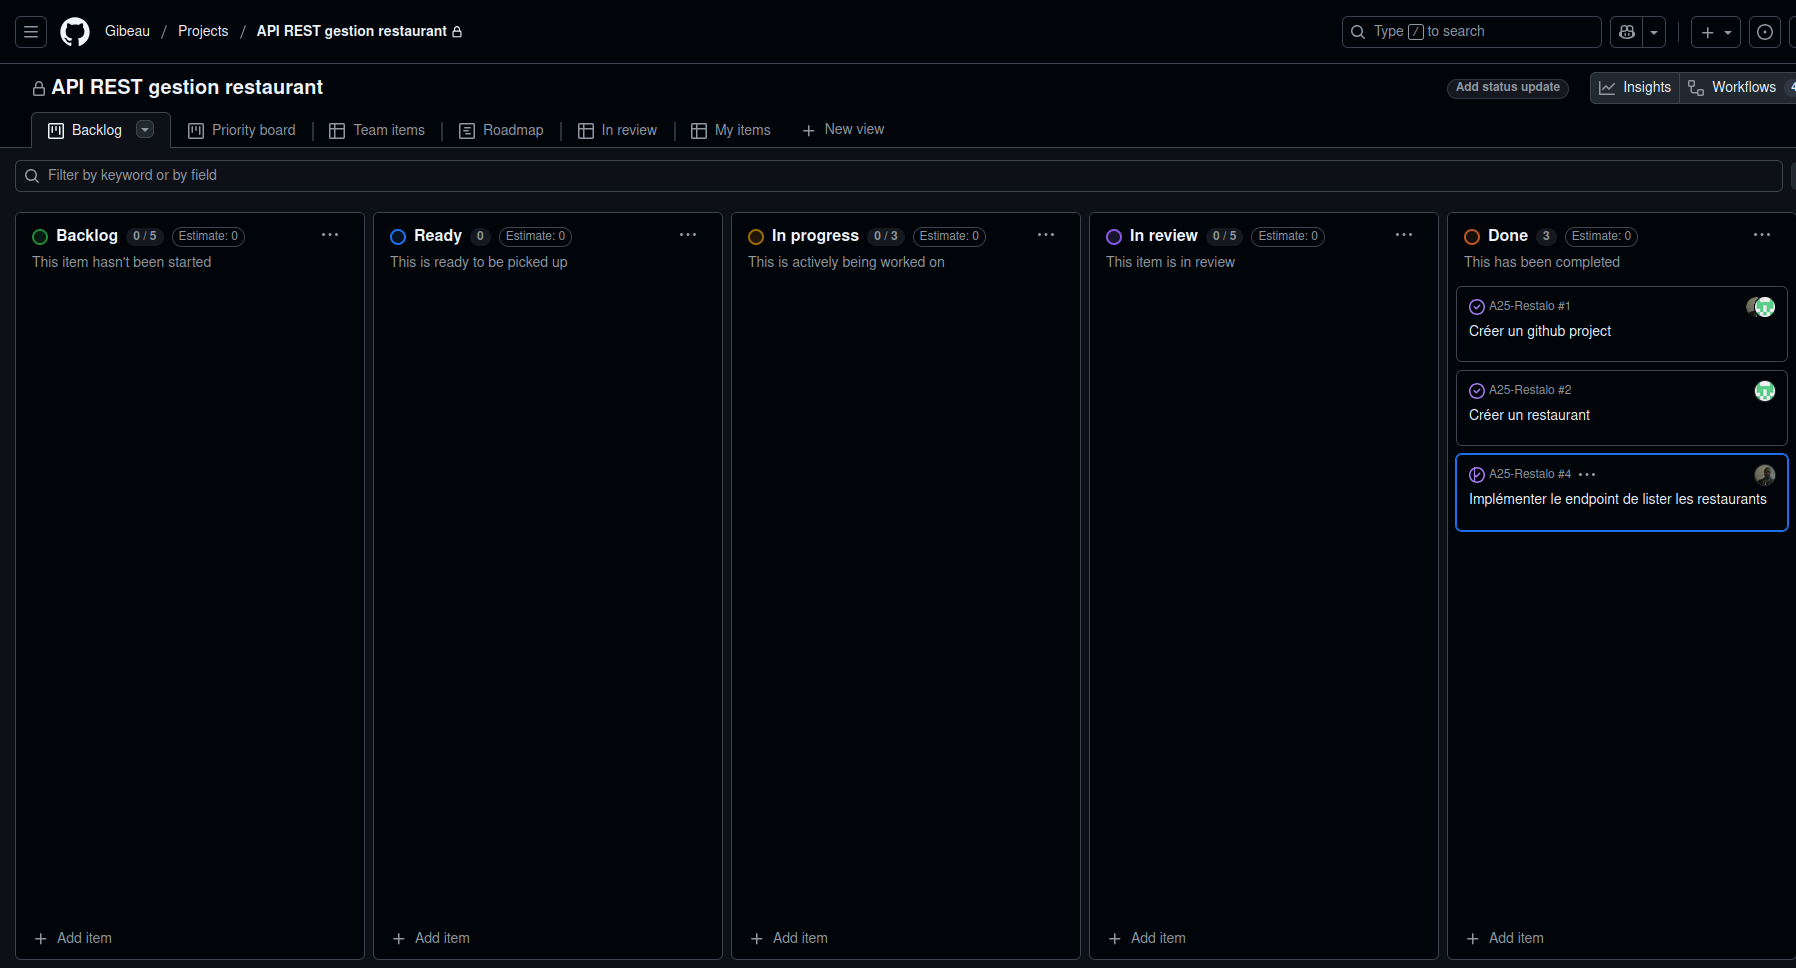 Gibeau / Projects / API REST gestion restaurant
Type / to search
API REST gestion restaurant
Add status update
Insights
Workflows
Backlog
Priority board
Team items
Roadmap
In review
My items
New view
Filter by keyword or by field
Backlog 0 / 5 Estimate: 0
This item hasn't been started
Add item
Ready 0 Estimate: 0
This is ready to be picked up
Add item
In progress 0 / 3 Estimate: 0
This is actively being worked on
Add item
In review 0 / 5 Estimate: 0
This item is in review
Add item
Done 3 Estimate: 0
This has been completed
A25-Restalo #1
Créer un github project
A25-Restalo #2
Créer un restaurant
A25-Restalo #4
Implémenter le endpoint de lister les restaurants
Add item